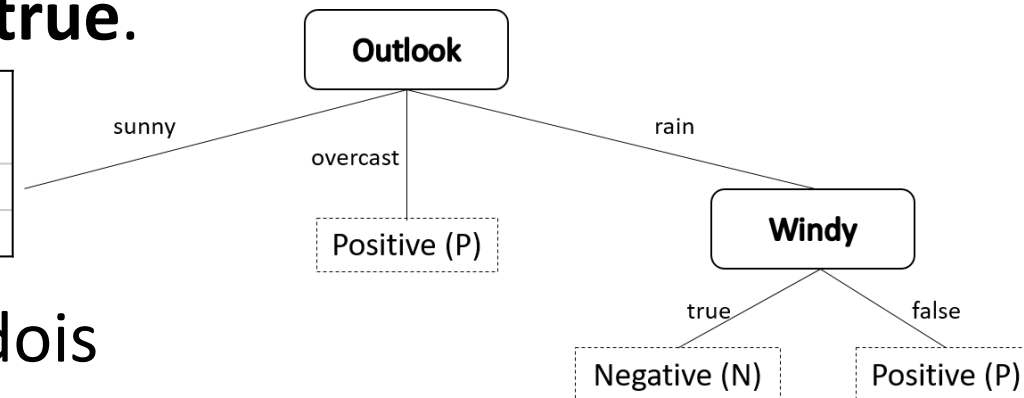 true.
Outlook
sunny
rain
overcast
Positive (P)
Windy
true
false
dois
Negative (N)
Positive (P)